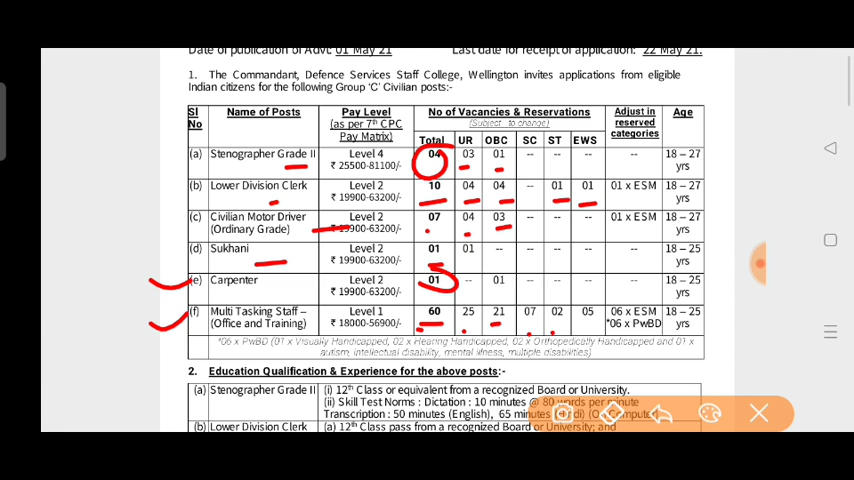 Date of publication of Advt: 01 May 21 Last date for receipt of application: 22 May 21.
1. The Commandant, Defence Services Staff College, Wellington invites applications from eligible
Indian citizens for the following Group ‘C’ Civilian posts:-
Sl No Name of Posts Pay Level (as per 7th CPC Pay Matrix) No of Vacancies & Reservations (Subject to change) Adjust in reserved categories Age
Total UR OBC SC ST EWS
(a) Stenographer Grade II Level 4 04 03 01 -- -- -- -- 18 – 27
₹ 25500-81100/- yrs
(b) Lower Division Clerk Level 2 10 04 04 -- 01 01 01 x ESM 18 – 27
₹ 19900-63200/- yrs
(c) Civilian Motor Driver Level 2 07 04 03 -- -- -- 01 x ESM 18 – 27
(Ordinary Grade) ₹ 19900-63200/- yrs
(d) Sukhani Level 2 01 01 -- -- -- -- -- 18 – 25
₹ 19900-63200/- yrs
(e) Carpenter Level 2 01 -- 01 -- -- -- -- 18 – 25
₹ 19900-63200/- yrs
(f) Multi Tasking Staff – Level 1 60 25 21 07 02 05 06 x ESM 18 – 25
(Office and Training) ₹ 18000-56900/- *06 x PwBD yrs
*06 x PwBD (01 x Visually Handicapped, 02 x Hearing Handicapped, 02 x Orthopedically Handicapped and 01 x
autism, intellectual disability, mental illness, multiple disabilities)
2. Education Qualification & Experience for the above posts:-
(a) Stenographer Grade II (i) 12th Class or equivalent from a recognized Board or University.
(ii) Skill Test Norms : Dictation : 10 minutes @ 80 words per minute
Transcription : 50 minutes (English), 65 minutes (Hindi) (On Computer)
(b) Lower Division Clerk (a) 12th Class pass from a recognized Board or University; and